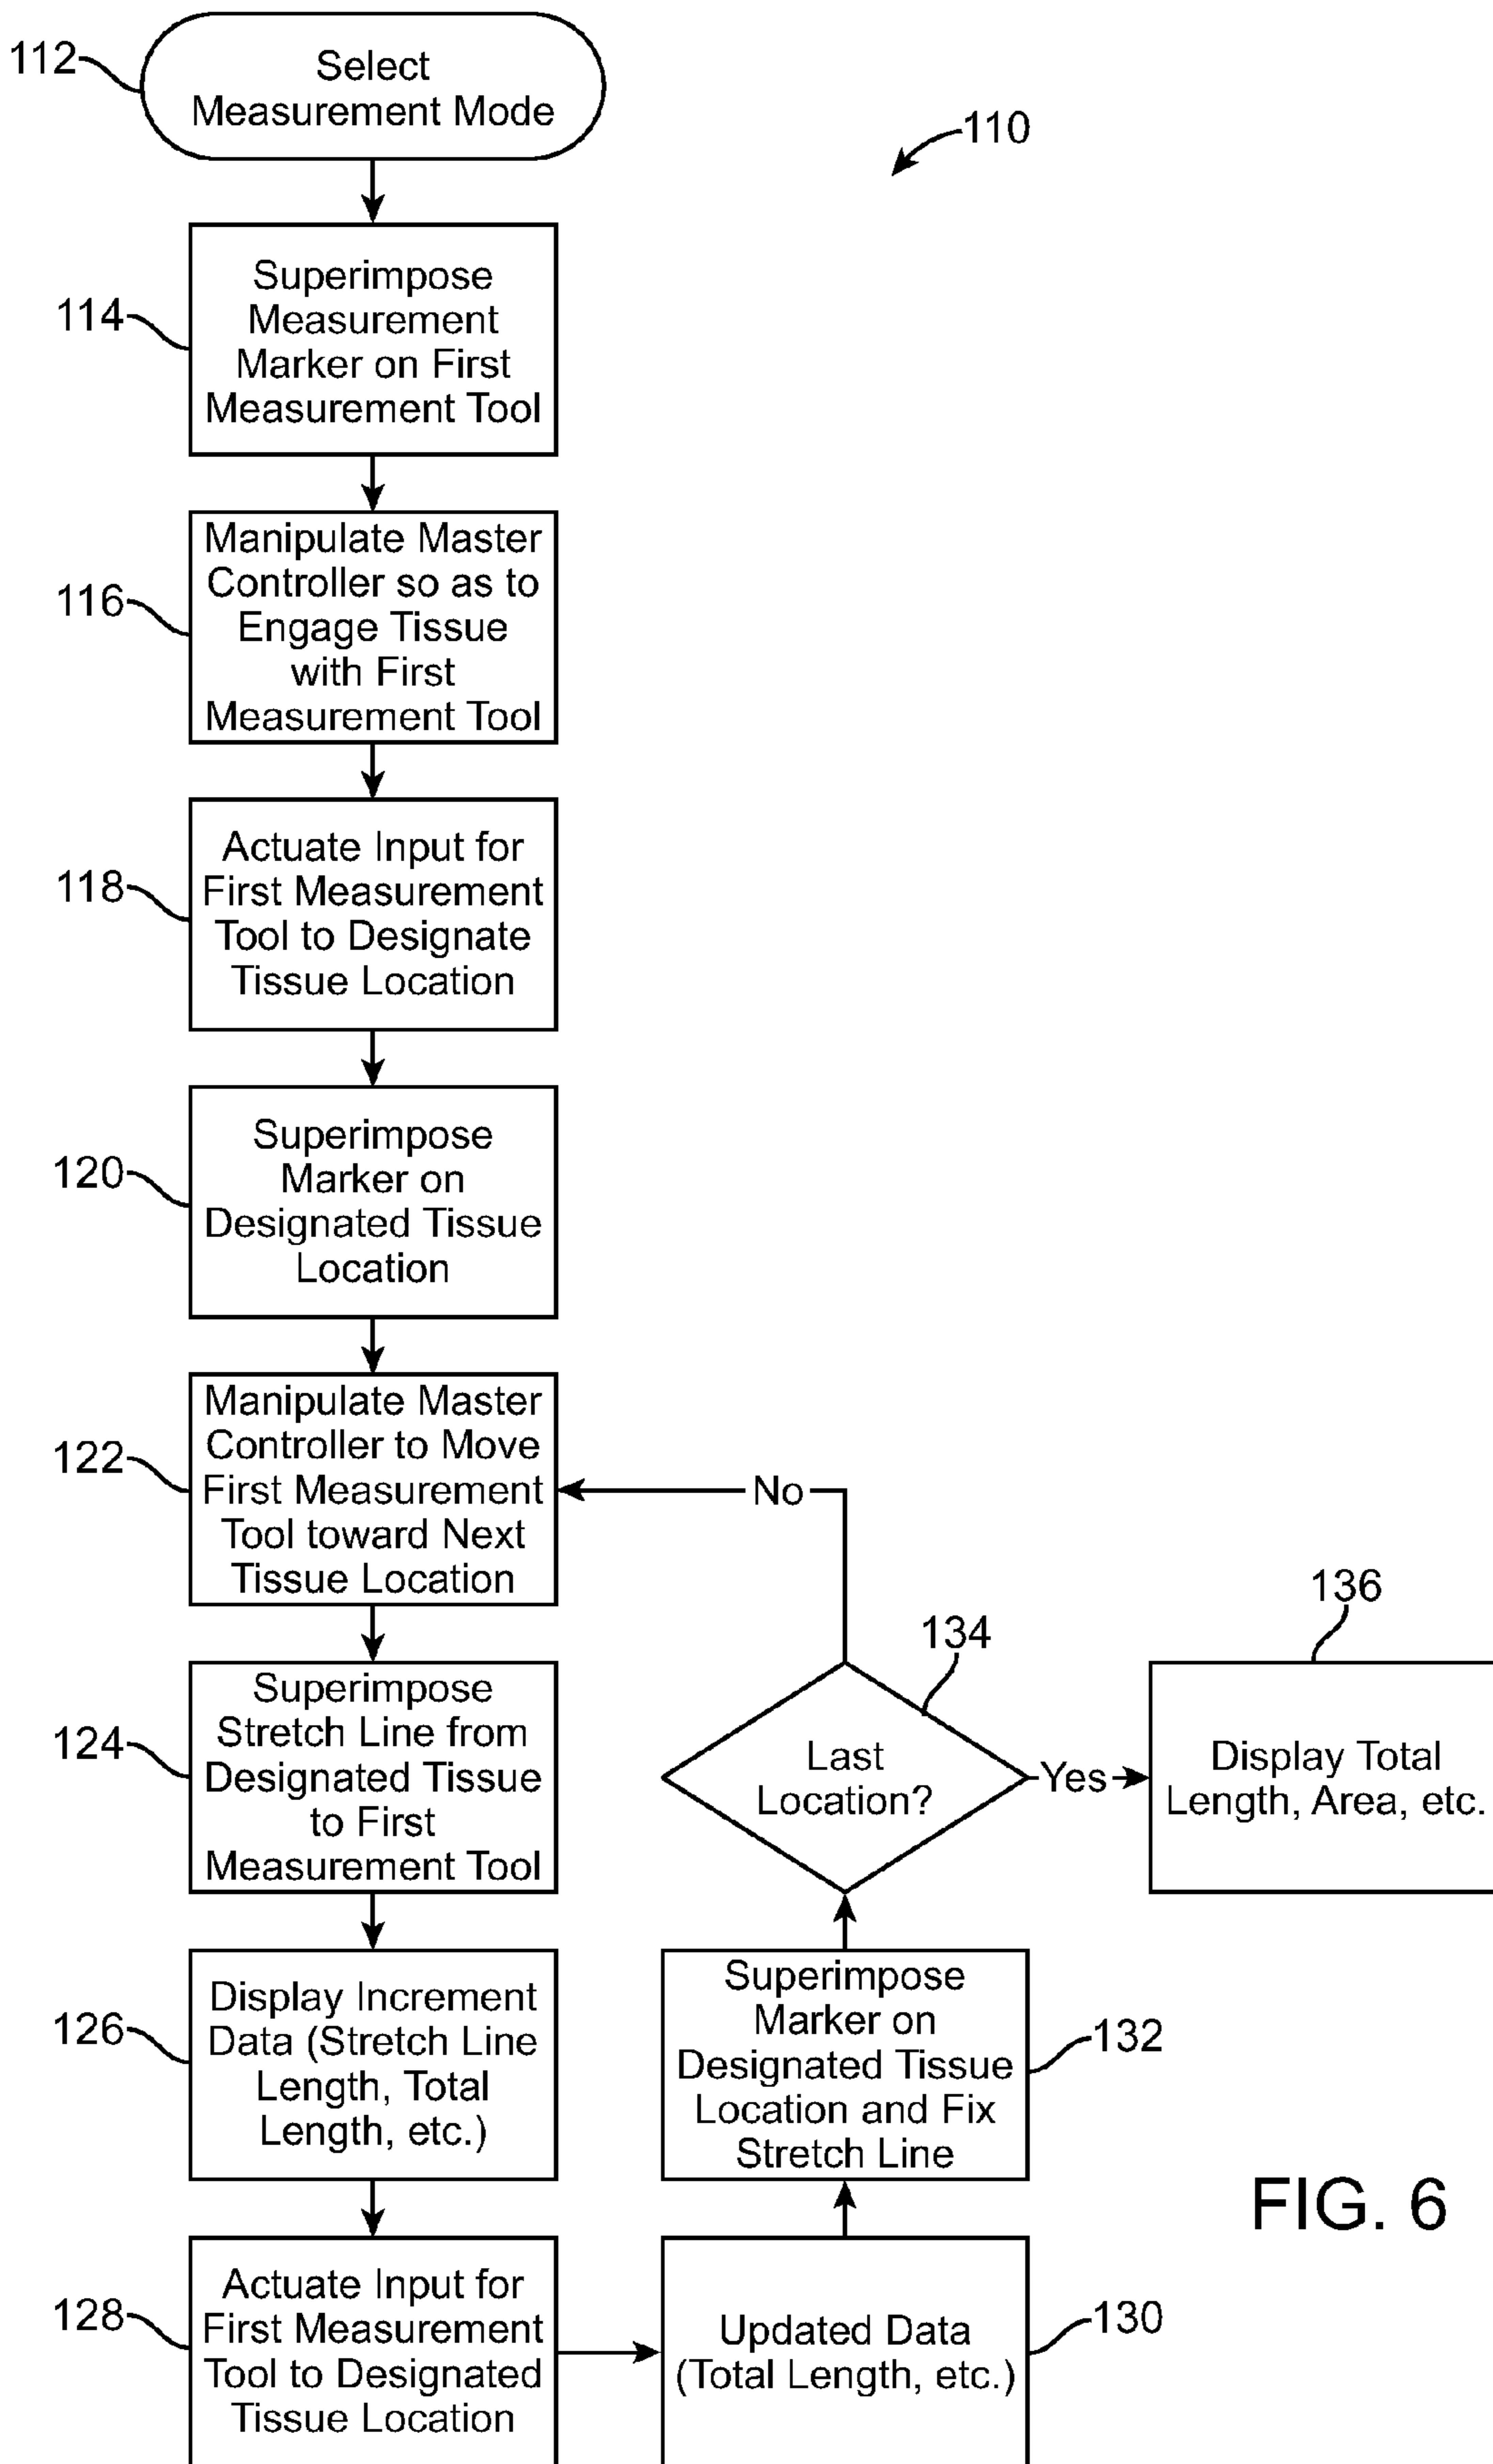 112
Select
Measurement Mode
110
114
Superimpose
Measurement
Marker on First
Measurement Tool
116
Manipulate Master
Controller so as to
Engage Tissue
with First
Measurement Tool
118
Actuate Input for
First Measurement
Tool to Designate
Tissue Location
120
Superimpose
Marker on
Designated Tissue
Location
122
Manipulate Master
Controller to Move
First Measurement
Tool toward Next
Tissue Location
124
Superimpose
Stretch Line from
Designated Tissue
to First
Measurement Tool
126
Display Increment
Data (Stretch Line
Length, Total
Length, etc.)
128
Actuate Input for
First Measurement
Tool to Designated
Tissue Location
130
Updated Data
(Total Length, etc.)
132
Superimpose
Marker on
Designated Tissue
Location and Fix
Stretch Line
134
Last
Location?
No
Yes
136
Display Total
Length, Area, etc.
FIG. 6